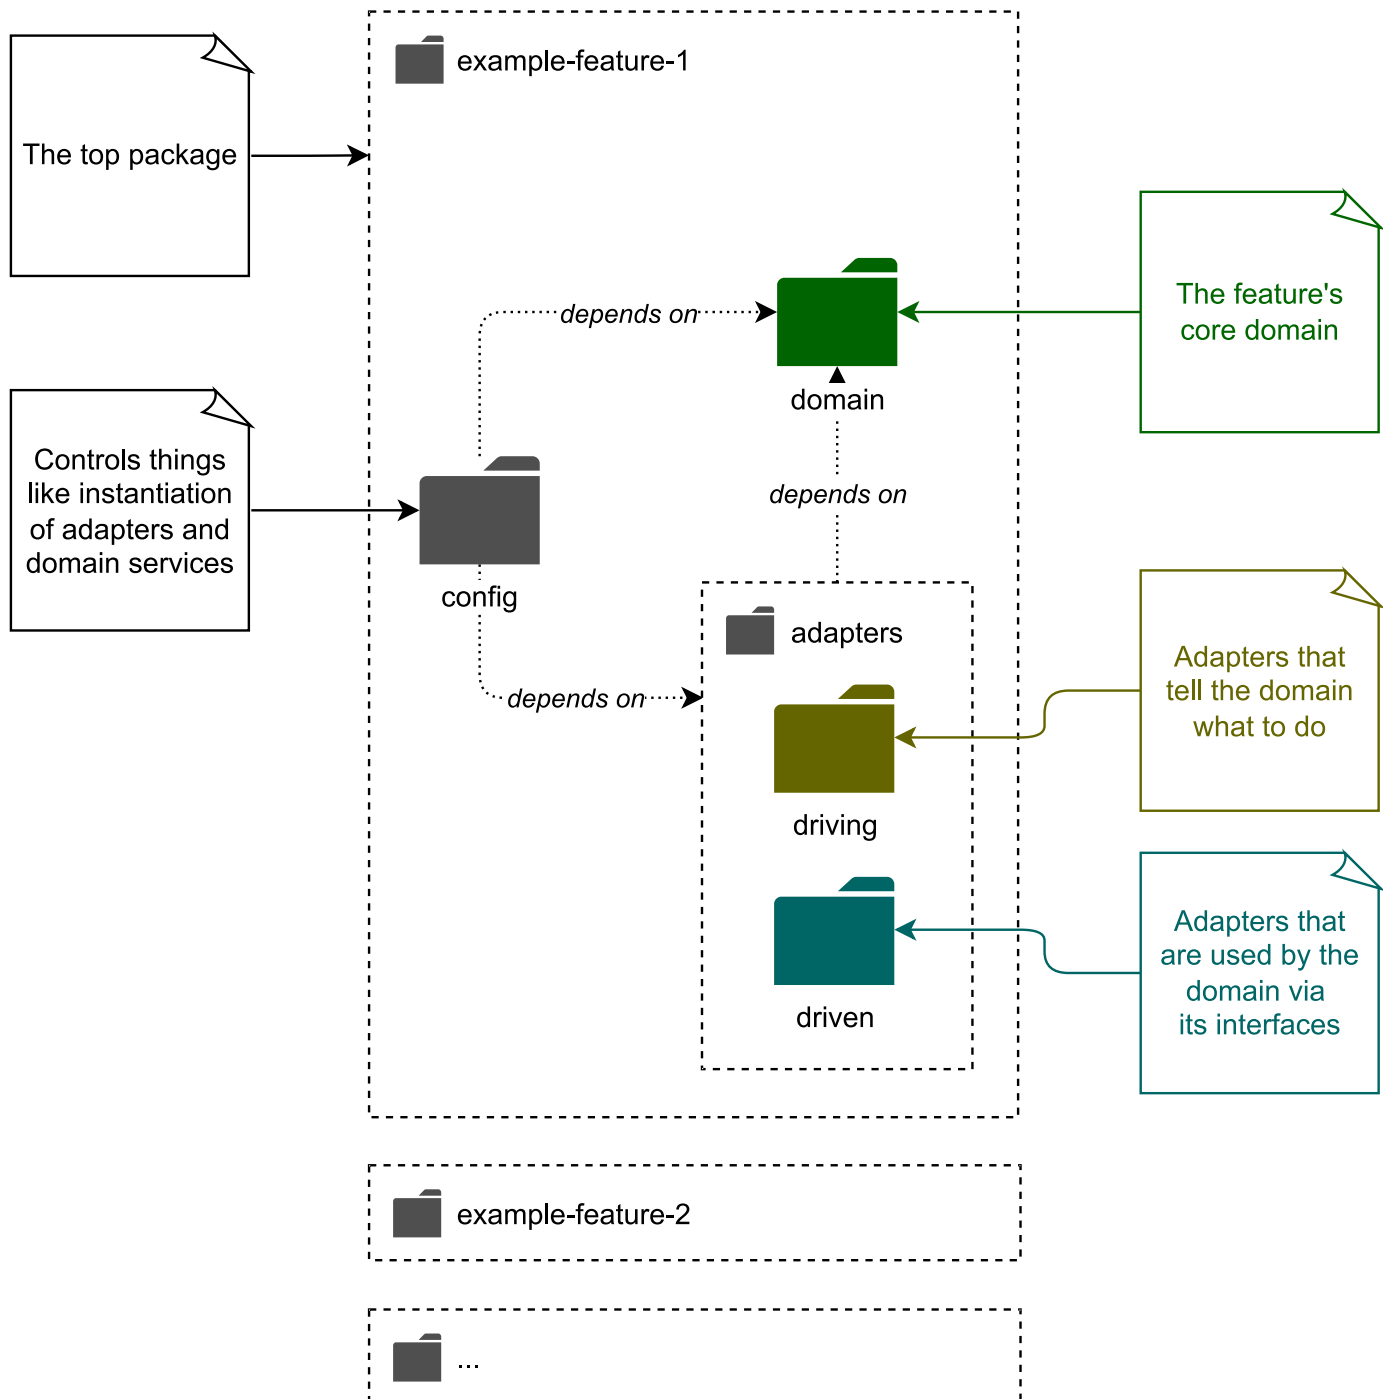 example-feature-1
The top package
The feature's
core domain
depends on
domain
Controls things
like instantiation
of adapters and
domain services
depends on
config
adapters
Adapters that
tell the domain
what to do
depends on
driving
Adapters that
are used by the
domain via
its interfaces
driven
example-feature-2
...